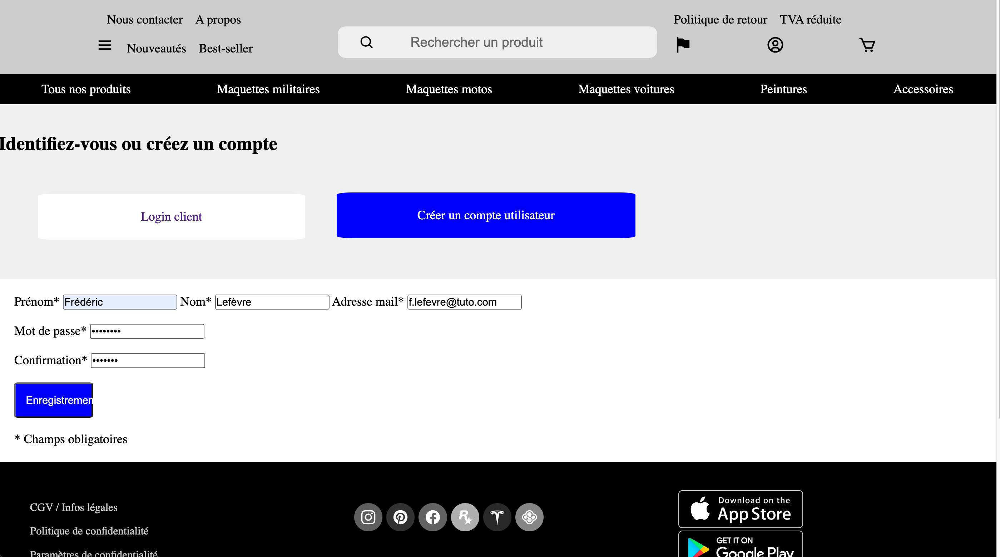 Nous contacter A propos
Politique de retour TVA réduite
Nouveautés Best-seller
Rechercher un produit
Tous nos produits Maquettes militaires Maquettes motos Maquettes voitures Peintures Accessoires
Identifiez-vous ou créez un compte
Login client
Créer un compte utilisateur
Prénom* Frédéric Nom* Lefèvre Adresse mail* f.lefevre@tuto.com
Mot de passe* ••••••••
Confirmation* •••••••
Enregistremen
* Champs obligatoires
CGV / Infos légales
Politique de confidentialité
Paramètres de confidentialité
Download on the
App Store
GET IT ON
Google Play